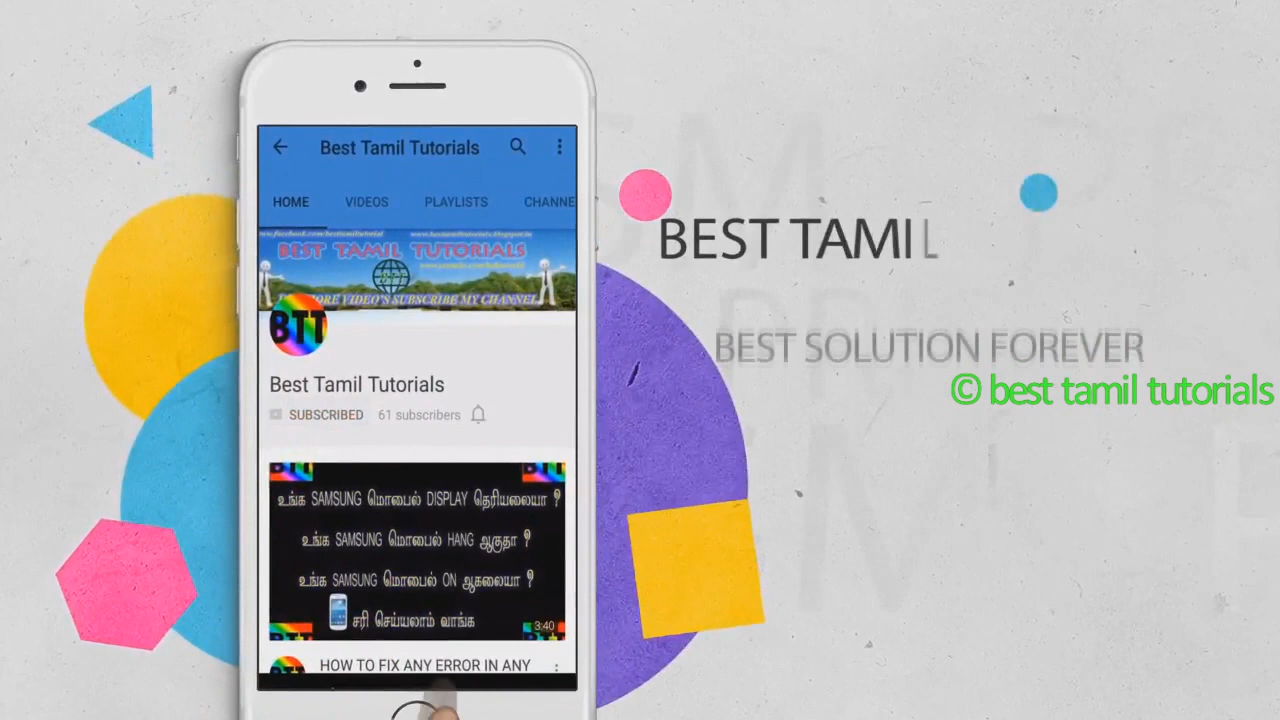 Best Tamil Tutorials
HOME VIDEOS PLAYLISTS CHANNE
BEST TAMIL TUTORIALS
MORE VIDEO'S SUBSCRIBE MY CHANNEL
BTT
Best Tamil Tutorials
SUBSCRIBED 61 subscribers
BTT BTT
உங்க SAMSUNG மொபைல் DISPLAY தெரியலையா ?
உங்க SAMSUNG மொபைல் HANG ஆகுதா ?
உங்க SAMSUNG மொபைல் ON ஆகலையா ?
சரி செய்யலாம் வாங்க
3:40
HOW TO FIX ANY ERROR IN ANY
BEST TAMIL
BEST SOLUTION FOREVER
© best tamil tutorials